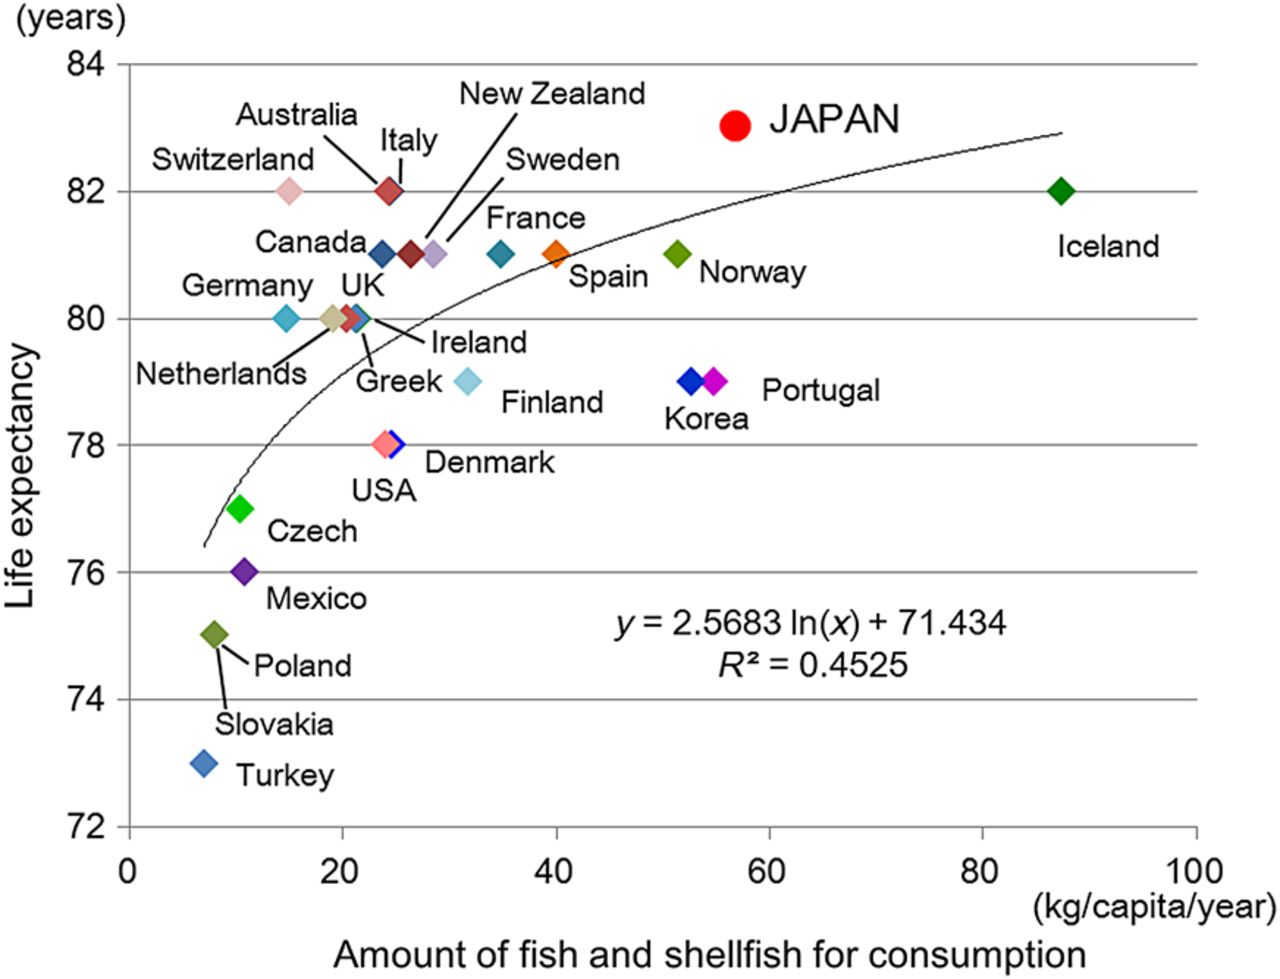 (years)
84
New Zealand
Australia
JAPAN
Italy
Switzerland
Sweden
82
France
Canada
Iceland
Spain
Norway
Germany
UK
80
Ireland
Netherlands
Greek
Finland
Portugal
Korea
78
Denmark
USA
Czech
76
Mexico
y = 2.5683 ln(x) + 71.434
R² = 0.4525
Poland
74
Slovakia
Turkey
72
Life expectancy
0 20 40 60 80 100
(kg/capita/year)
Amount of fish and shellfish for consumption